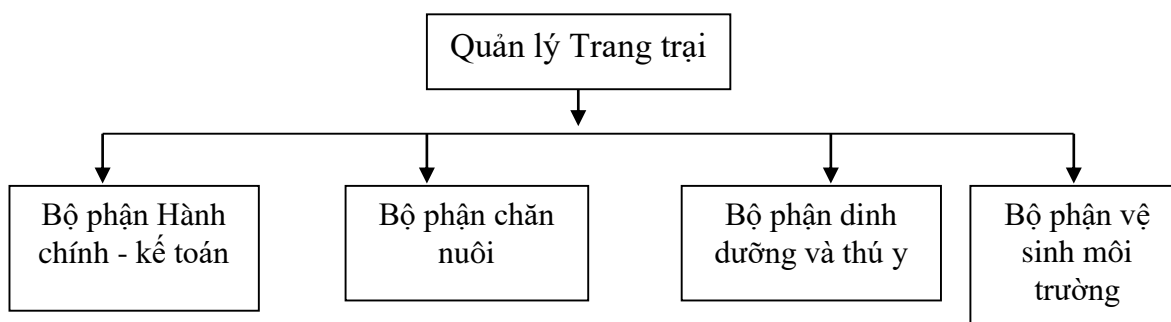 Quản lý Trang trại
Bộ phận Hành
chính - kế toán
Bộ phận chăn
nuôi
Bộ phận dinh
dưỡng và thú y
Bộ phận vệ
sinh môi
trường